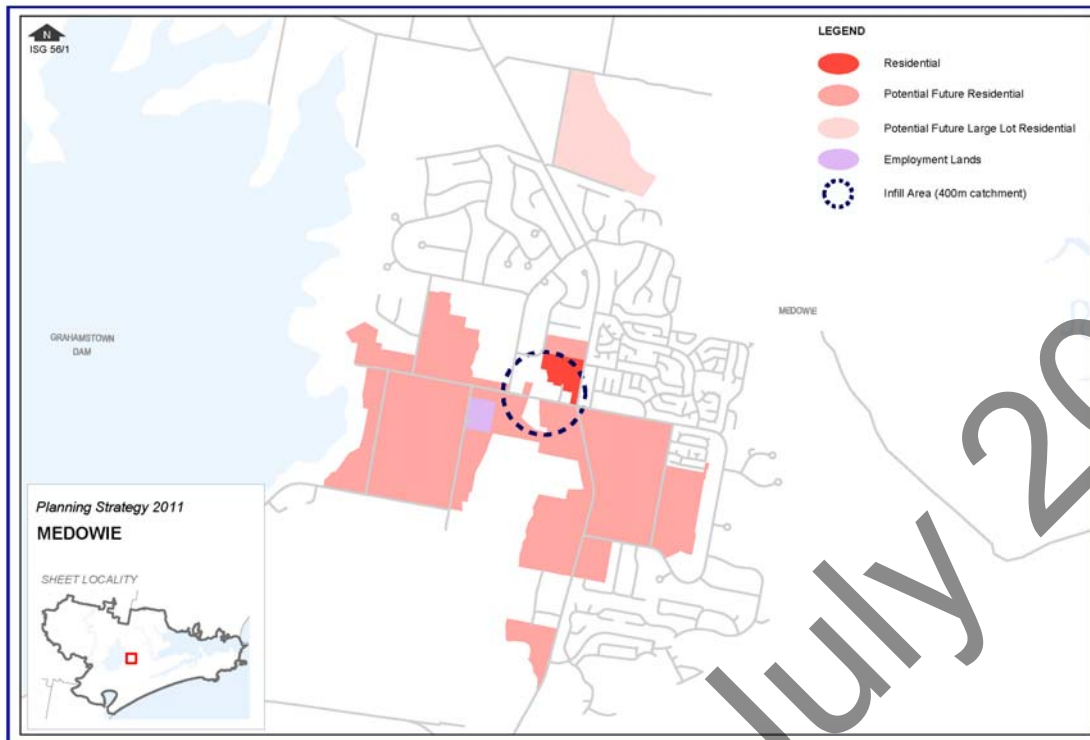 N
ISG 56/1
LEGEND
Residential
Potential Future Residential
Potential Future Large Lot Residential
Employment Lands
Infill Area (400m catchment)
GRAHAMSTOWN
DAM
MEDOWIE
Planning Strategy 2011
MEDOWIE
SHEET LOCALITY
July 20